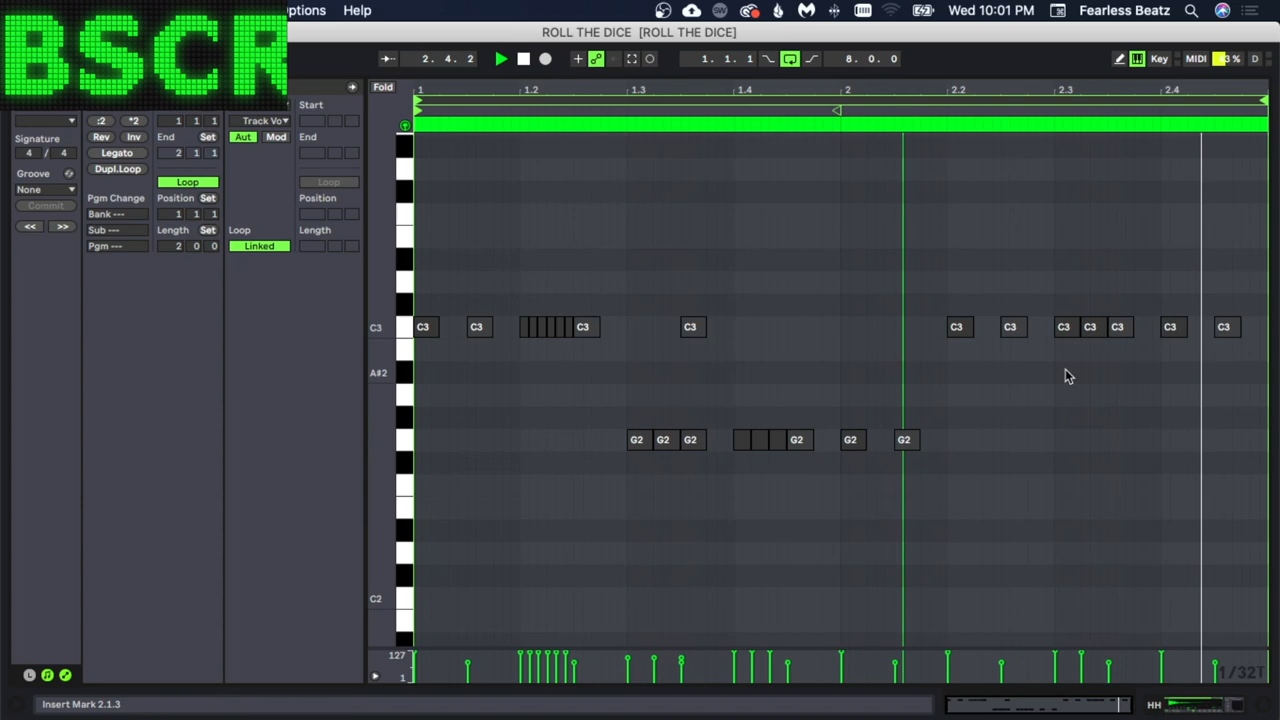 BSCR
ptions Help Wed 10:01 PM Fearless Beatz
ROLL THE DICE [ROLL THE DICE]
2. 4. 2 1. 1. 1 8. 0. 0 Key MIDI 63 % D
Fold 1 1.2 1.3 1.4 2 2.2 2.3 2.4
Start
:2 *2 1 1 1 Track Vo
Signature Rev Inv End Set Aut Mod End
4 / 4 Legato 2 1 1
Groove Dupl.Loop
None Loop Loop
Commit Pgm Change Position Set Position
<< >> Bank --- 1 1 1
Sub --- Length Set Loop Length
Pgm --- 2 0 0 Linked
C3 C3 C3 C3 C3 C3 C3 C3 C3 C3 C3 C3
A#2
G2 G2 G2 G2 G2 G2
C2
127
1
1/32T
Insert Mark 2.1.3 HH